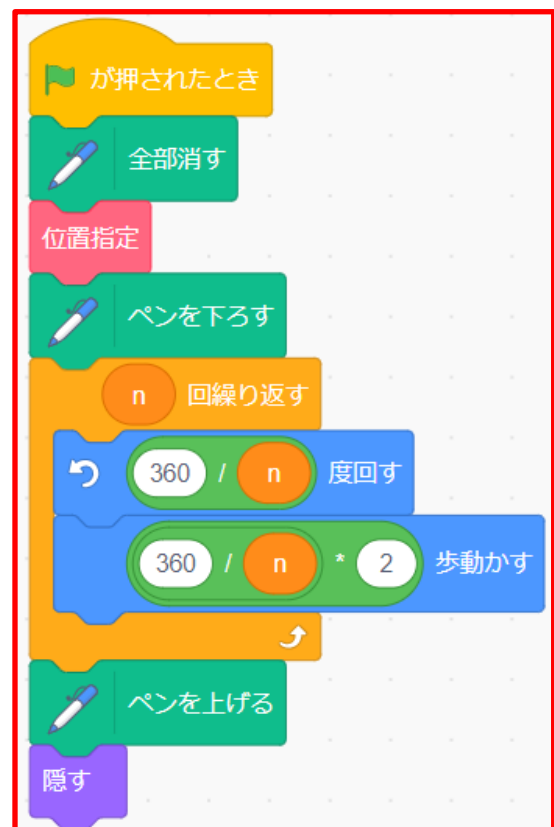 が押されたとき
全部消す
位置指定
ペンを下ろす
n 回繰り返す
360 / n 度回す
360 / n * 2 歩動かす
ペンを上げる
隠す